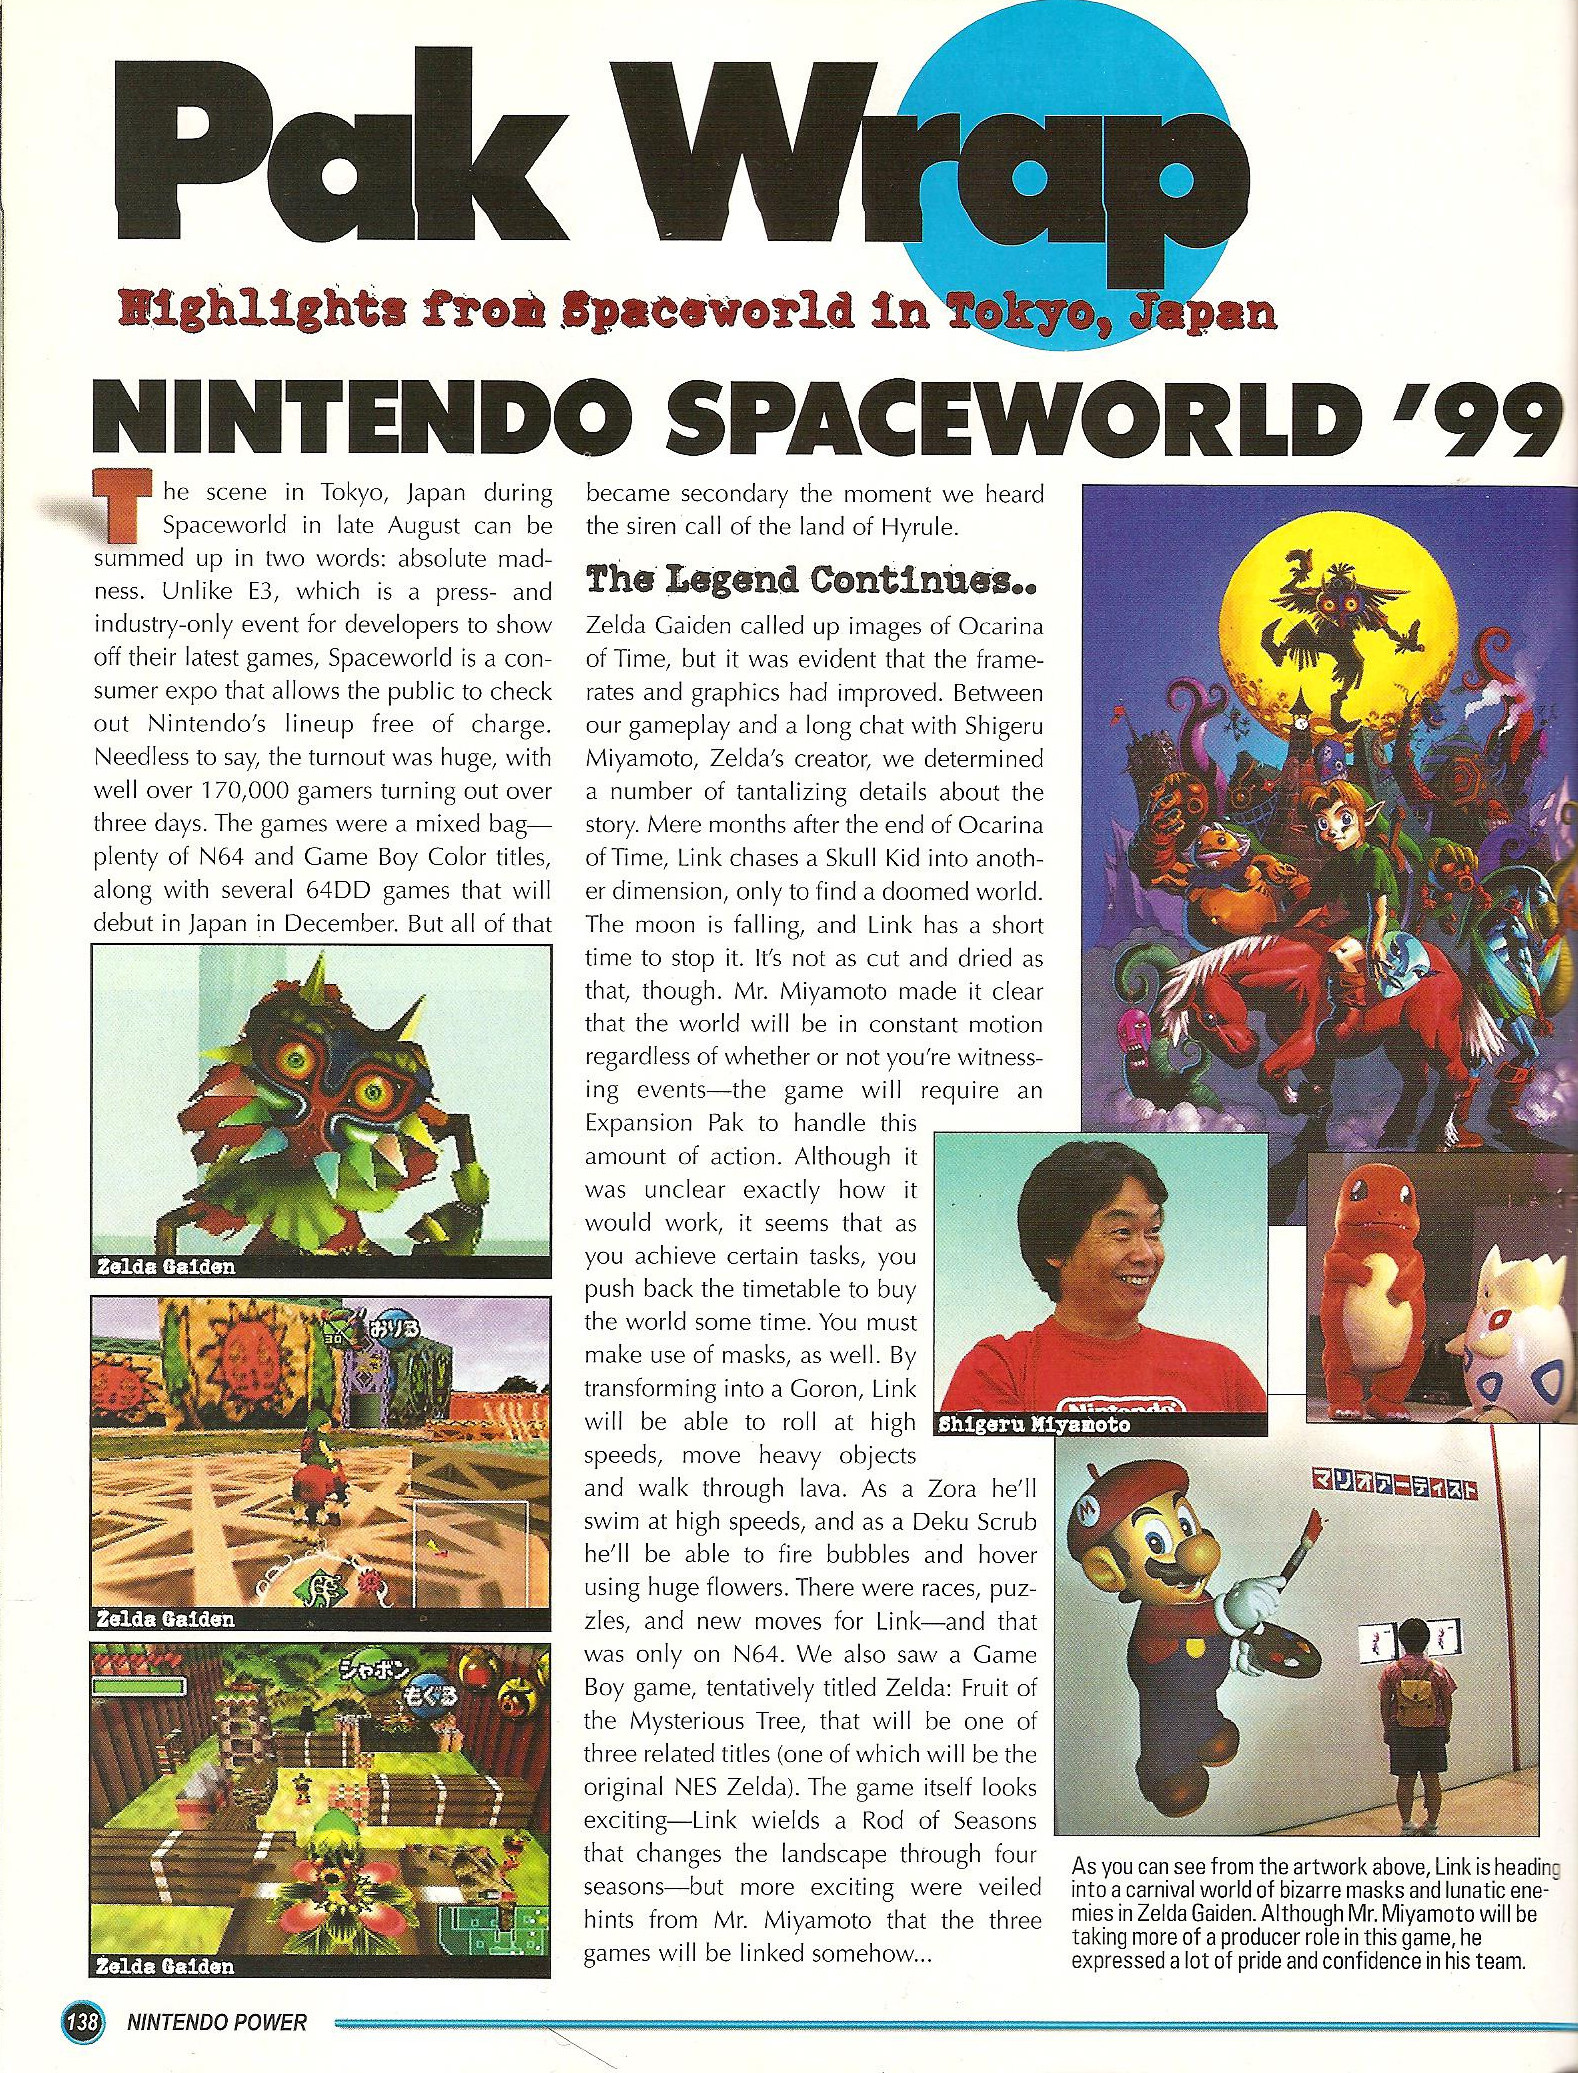 Pak Wrap
Highlights from Spaceworld in Tokyo, Japan
NINTENDO SPACEWORLD '99
The scene in Tokyo, Japan during
Spaceworld in late August can be
summed up in two words: absolute mad-
ness. Unlike E3, which is a press- and
industry-only event for developers to show
off their latest games, Spaceworld is a con-
sumer expo that allows the public to check
out Nintendo's lineup free of charge.
Needless to say, the turnout was huge, with
well over 170,000 gamers turning out over
three days. The games were a mixed bag—
plenty of N64 and Game Boy Color titles,
along with several 64DD games that will
debut in Japan in December. But all of that
became secondary the moment we heard
the siren call of the land of Hyrule.
The Legend Continues..
Zelda Gaiden called up images of Ocarina
of Time, but it was evident that the frame-
rates and graphics had improved. Between
our gameplay and a long chat with Shigeru
Miyamoto, Zelda's creator, we determined
a number of tantalizing details about the
story. Mere months after the end of Ocarina
of Time, Link chases a Skull Kid into anoth-
er dimension, only to find a doomed world.
The moon is falling, and Link has a short
time to stop it. It's not as cut and dried as
that, though. Mr. Miyamoto made it clear
that the world will be in constant motion
regardless of whether or not you're witness-
ing events—the game will require an
Expansion Pak to handle this
amount of action. Although it
was unclear exactly how it
would work, it seems that as
you achieve certain tasks, you
push back the timetable to buy
the world some time. You must
make use of masks, as well. By
transforming into a Goron, Link
will be able to roll at high
speeds, move heavy objects
and walk through lava. As a Zora he'll
swim at high speeds, and as a Deku Scrub
he'll be able to fire bubbles and hover
using huge flowers. There were races, puz-
zles, and new moves for Link—and that
was only on N64. We also saw a Game
Boy game, tentatively titled Zelda: Fruit of
the Mysterious Tree, that will be one of
three related titles (one of which will be the
original NES Zelda). The game itself looks
exciting—Link wields a Rod of Seasons
that changes the landscape through four
seasons—but more exciting were veiled
hints from Mr. Miyamoto that the three
games will be linked somehow...
Zelda Gaiden
30
おりる
Zelda Gaiden
シャボン
もぐる
Zelda Gaiden
Nintendo
Shigeru Miyamoto
M
マリオアーティスト
As you can see from the artwork above, Link is heading
into a carnival world of bizarre masks and lunatic ene-
mies in Zelda Gaiden. Although Mr. Miyamoto will be
taking more of a producer role in this game, he
expressed a lot of pride and confidence in his team.
138 NINTENDO POWER